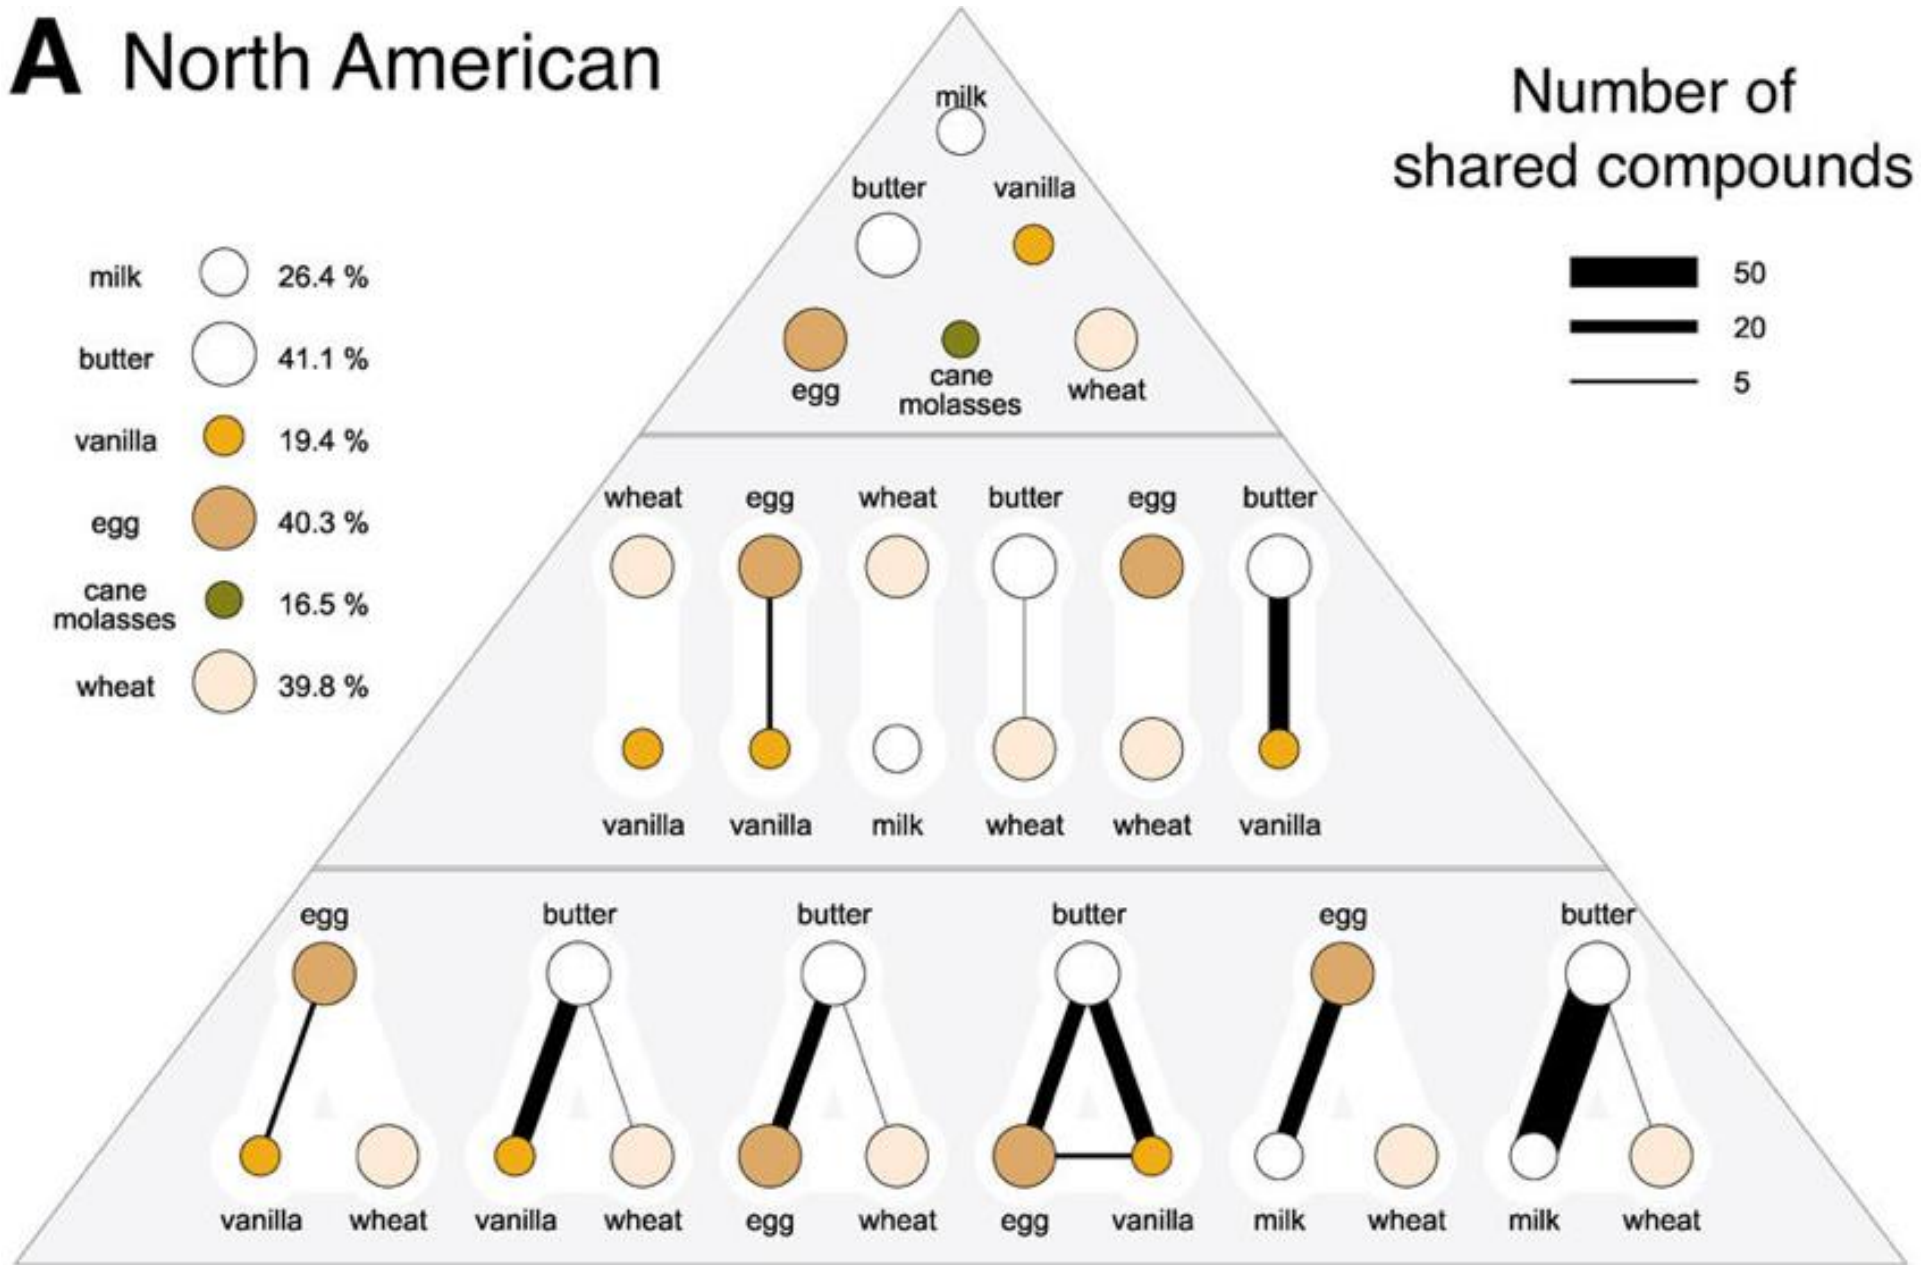 A North American
Number of
shared compounds
50
20
5
milk 26.4 %
butter 41.1 %
vanilla 19.4 %
egg 40.3 %
cane
molasses 16.5 %
wheat 39.8 %
milk
butter vanilla
egg cane
molasses wheat
wheat egg wheat butter egg butter
vanilla vanilla milk wheat wheat vanilla
egg butter butter butter egg butter
vanilla wheat vanilla wheat egg wheat egg vanilla milk wheat milk wheat